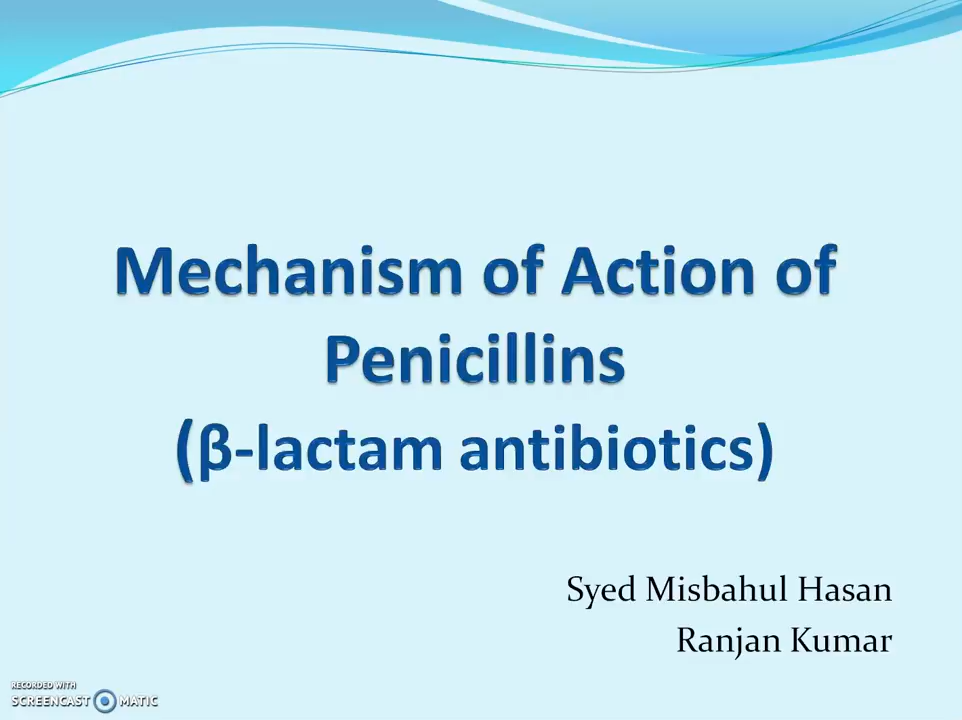 Mechanism of Action of
Penicillins
(β-lactam antibiotics)
Syed Misbahul Hasan
Ranjan Kumar
RECORDED WITH
SCREENCAST MATIC